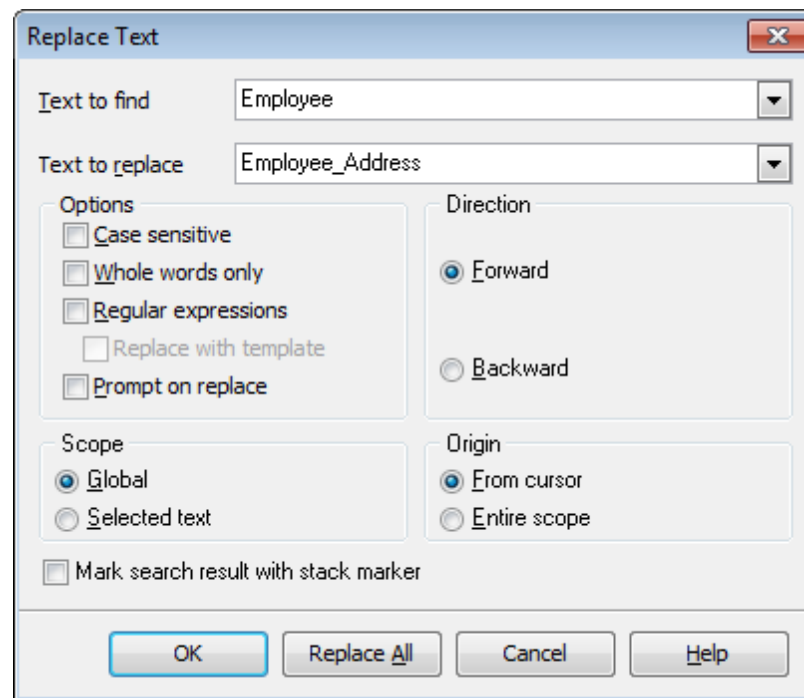 Replace Text
Text to find Employee
Text to replace Employee_Address
Options
Case sensitive
Whole words only
Regular expressions
Replace with template
Prompt on replace
Direction
Forward
Backward
Scope
Global
Selected text
Origin
From cursor
Entire scope
Mark search result with stack marker
OK Replace All Cancel Help